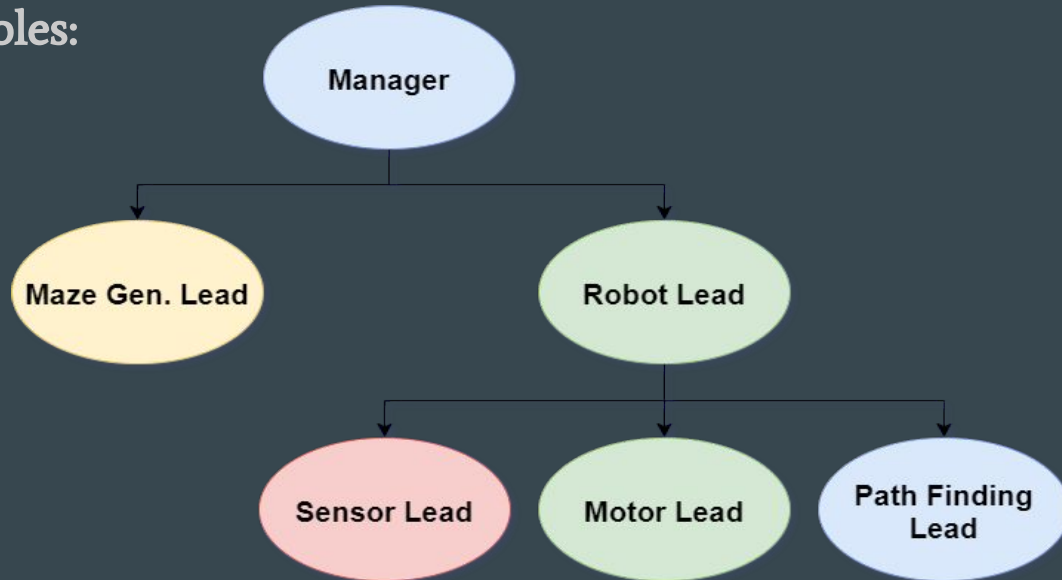 oles:
Manager
Maze Gen. Lead
Robot Lead
Sensor Lead
Motor Lead
Path Finding
Lead